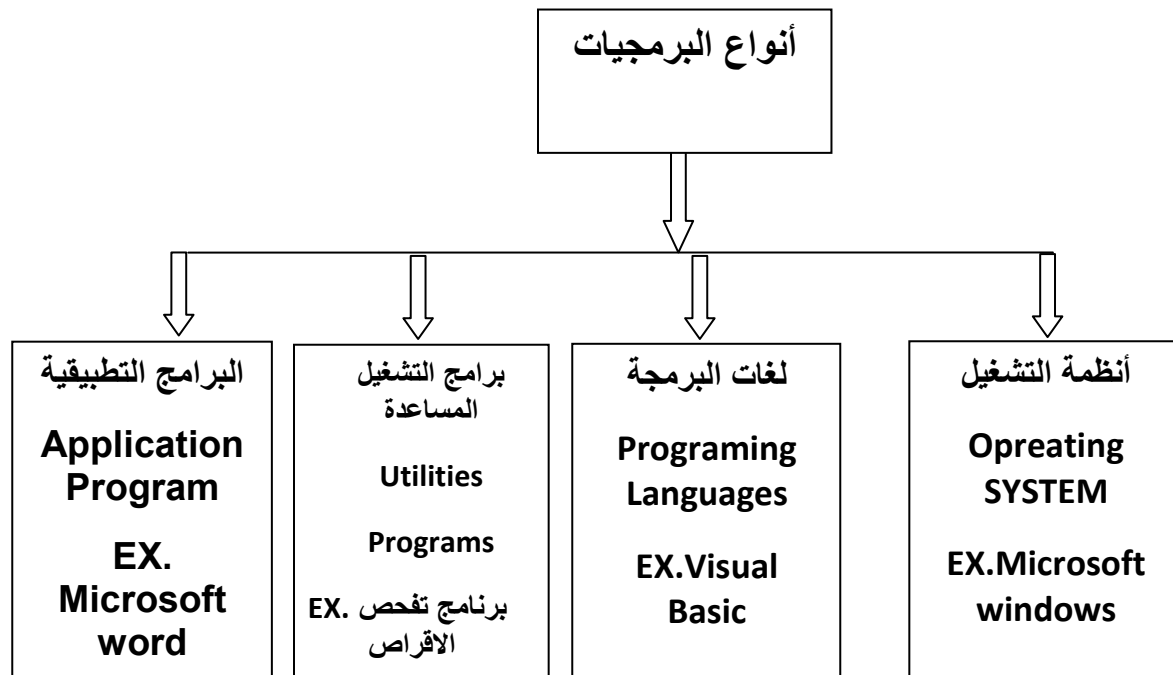 أنواع البرمجيات
أنظمة التشغيل
Opreating
SYSTEM
EX.Microsoft
windows
لغات البرمجة
Programing
Languages
EX.Visual
Basic
برامج التشغيل
المساعدة
Utilities
Programs
EX. برنامج تفحص
الاقراص
البرامج التطبيقية
Application
Program
EX.
Microsoft
word